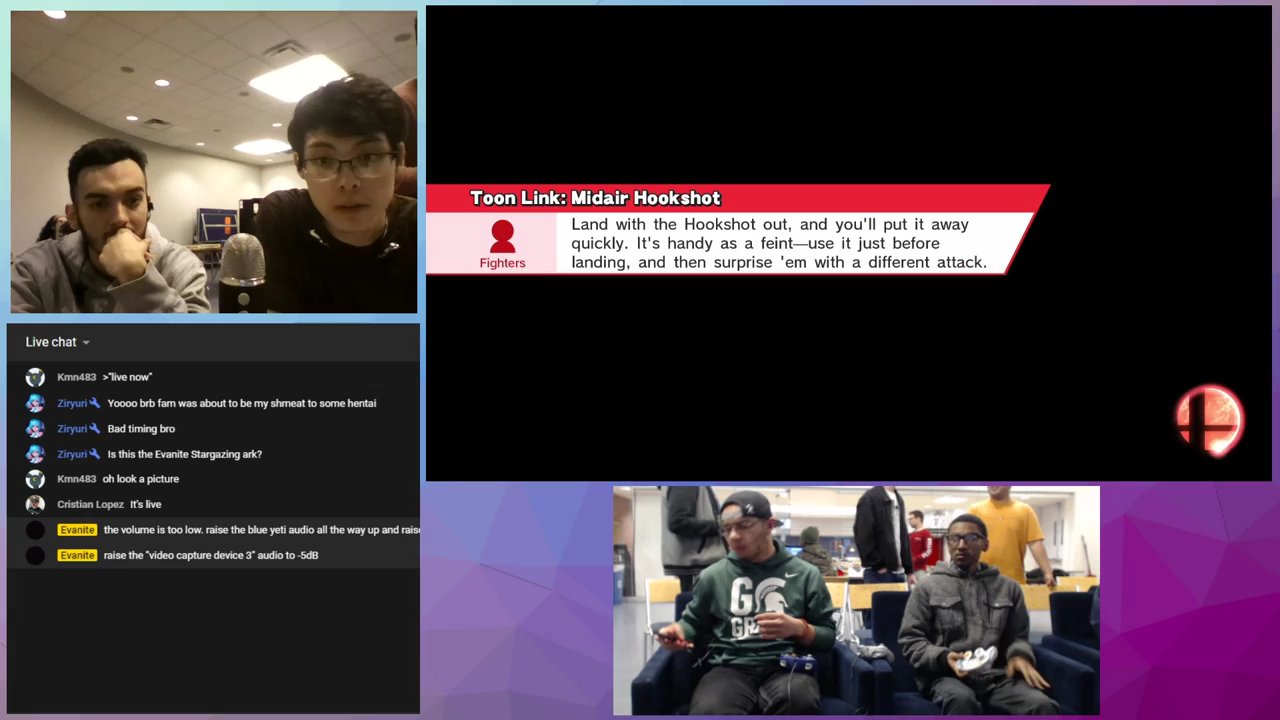 Toon Link: Midair Hookshot
Land with the Hookshot out, and you'll put it away
quickly. It's handy as a feint—use it just before
landing, and then surprise 'em with a different attack.
Fighters
Live chat
Kmn483 >"live now"
Ziryuri Yoooo brb fam was about to be my shmeat to some hentai
Ziryuri Bad timing bro
Ziryuri Is this the Evanite Stargazing ark?
Kmn483 oh look a picture
Cristian Lopez It's live
Evanite the volume is too low. raise the blue yeti audio all the way up and raise
Evanite raise the "video capture device 3" audio to -5dB
GO
GR